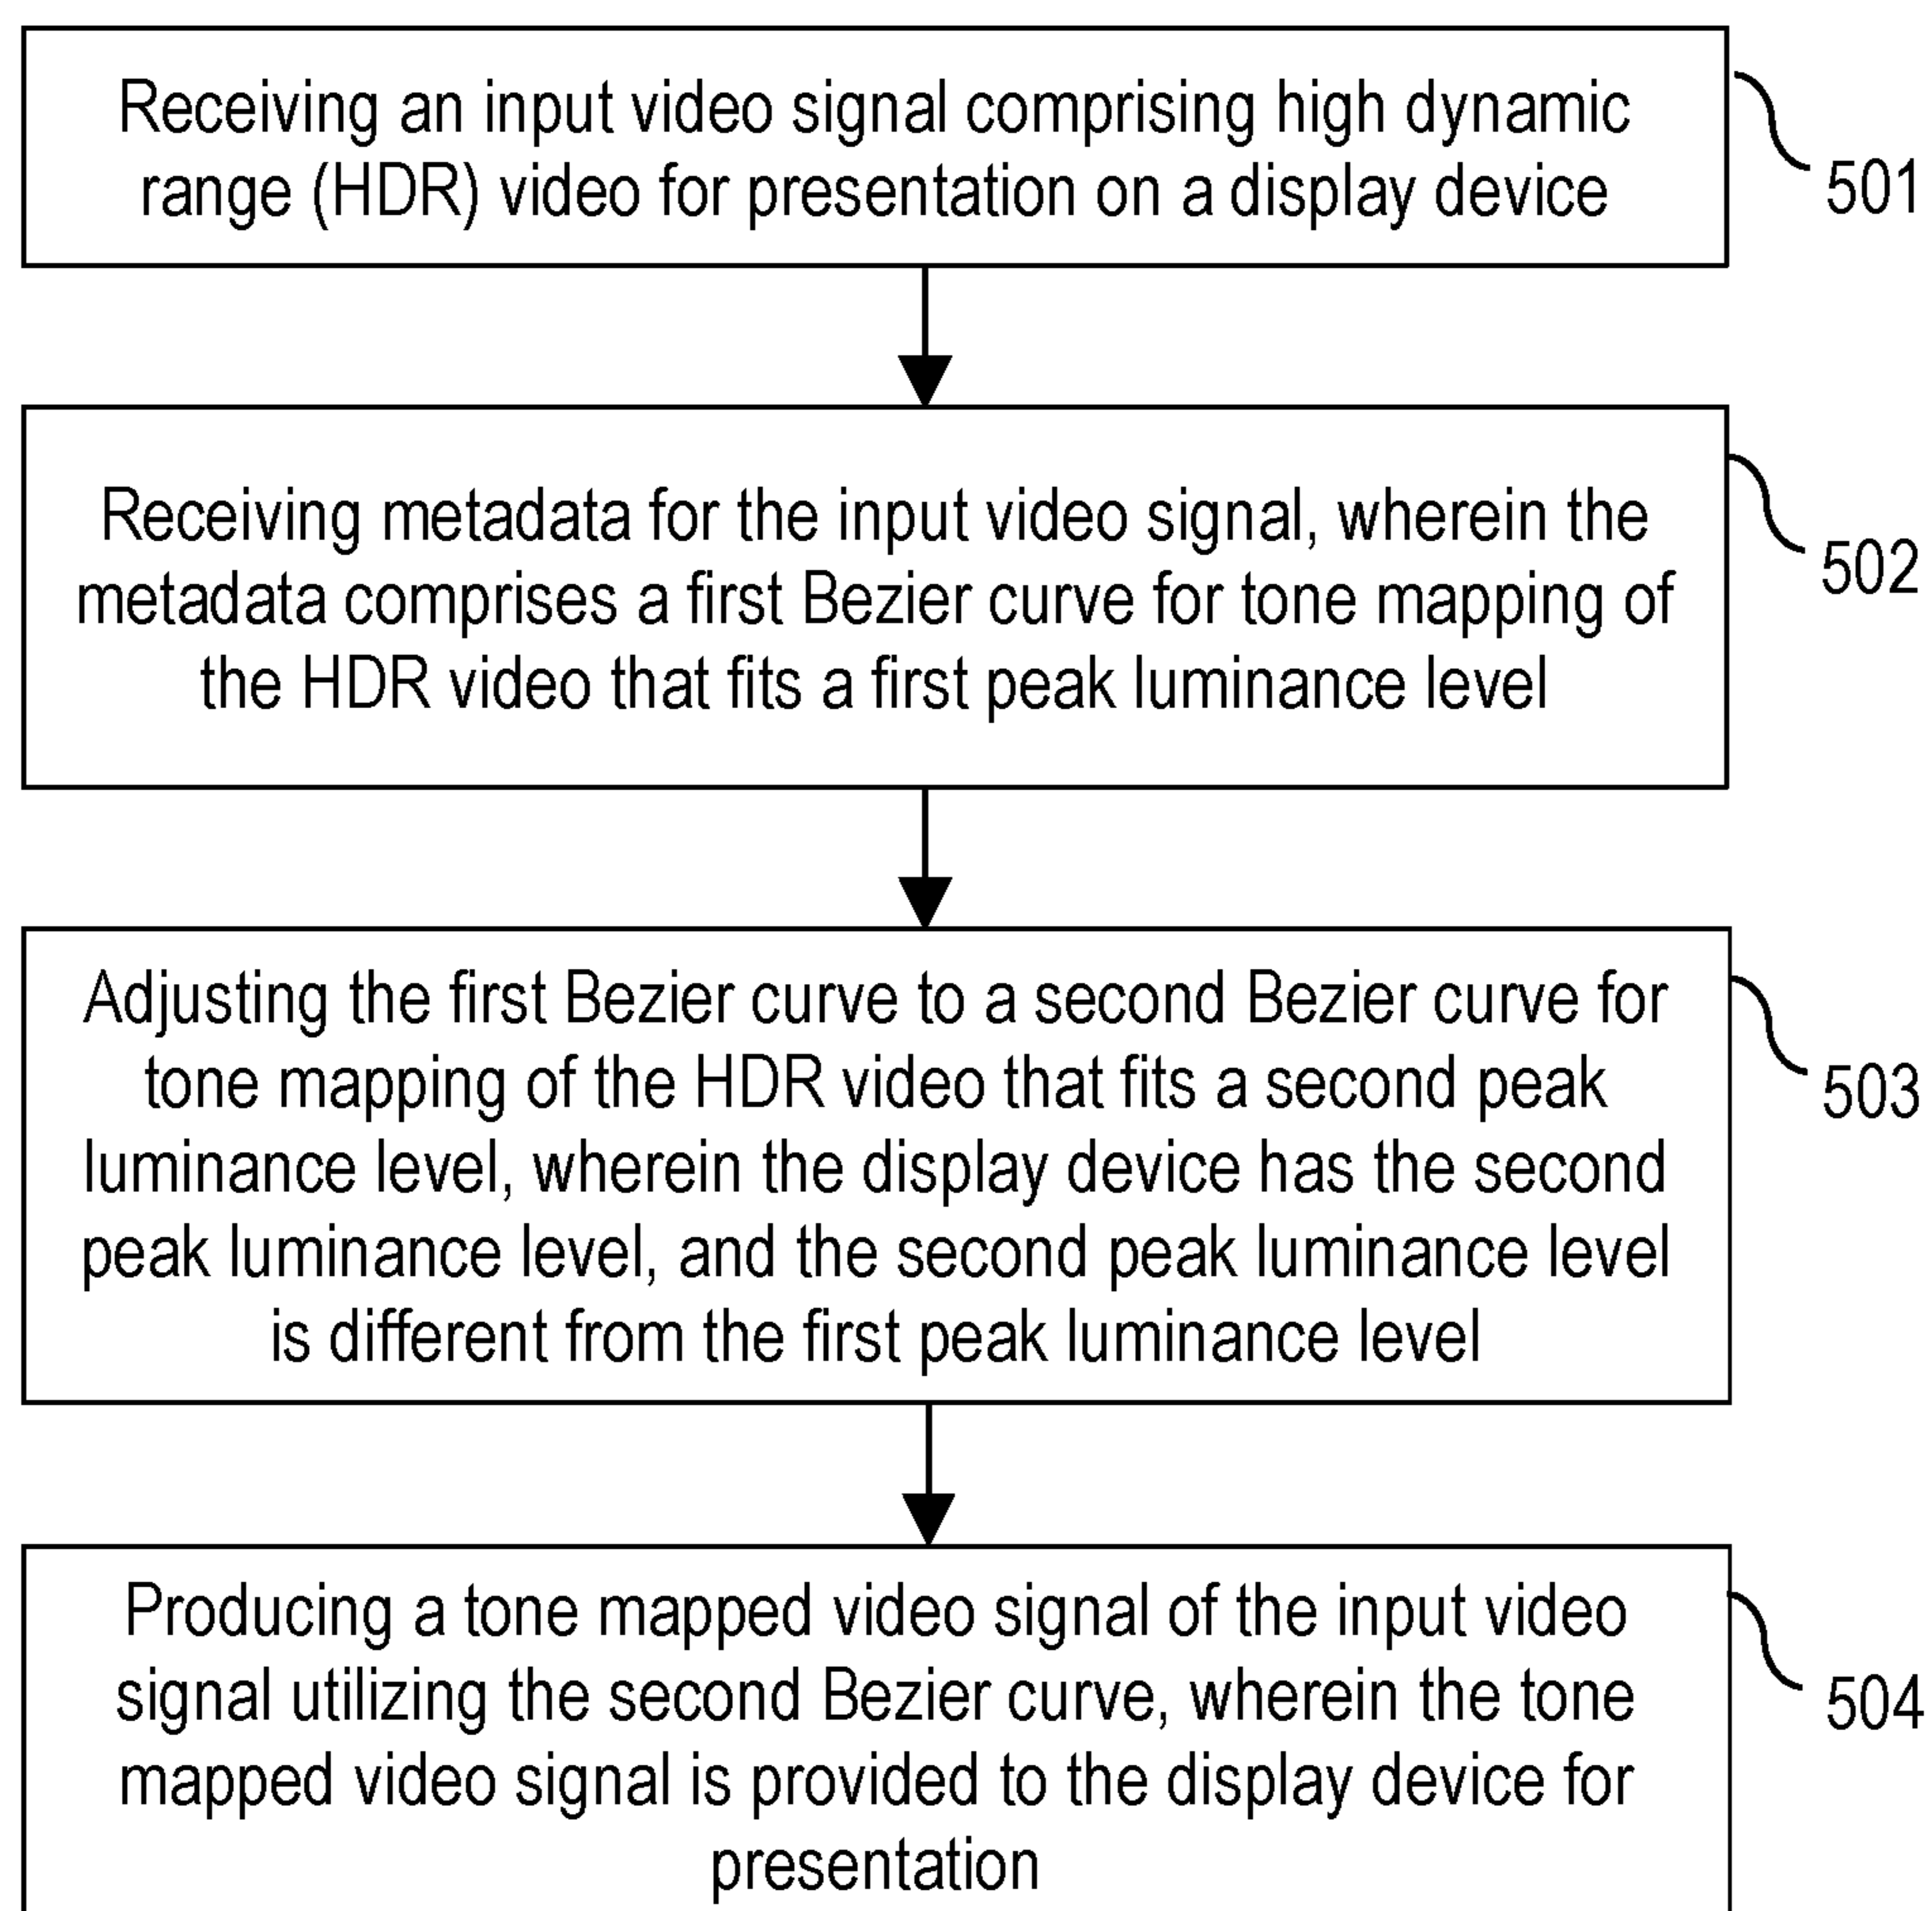 Receiving an input video signal comprising high dynamic
range (HDR) video for presentation on a display device
501
Receiving metadata for the input video signal, wherein the
metadata comprises a first Bezier curve for tone mapping of
the HDR video that fits a first peak luminance level
502
Adjusting the first Bezier curve to a second Bezier curve for
tone mapping of the HDR video that fits a second peak
luminance level, wherein the display device has the second
peak luminance level, and the second peak luminance level
is different from the first peak luminance level
503
Producing a tone mapped video signal of the input video
signal utilizing the second Bezier curve, wherein the tone
mapped video signal is provided to the display device for
presentation
504